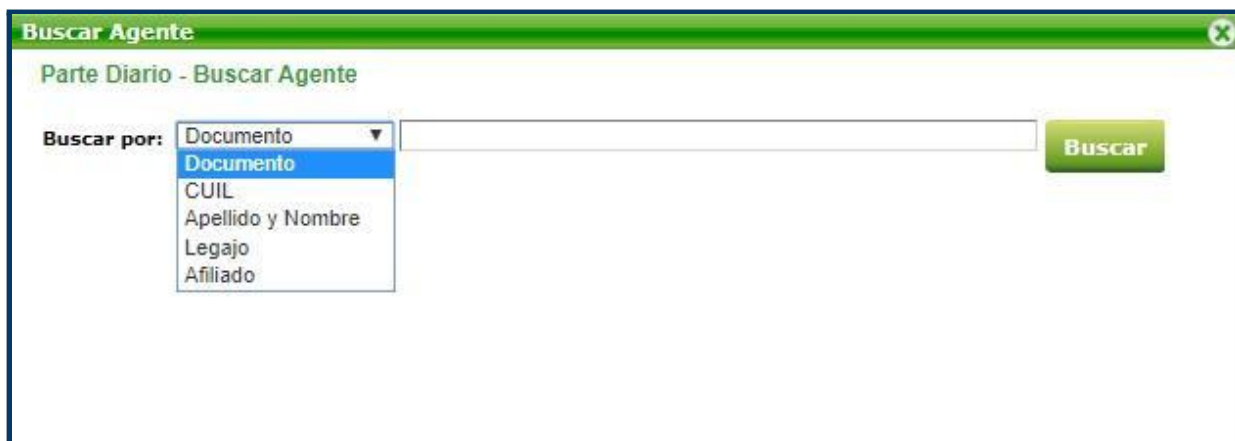 Buscar Agente
Parte Diario - Buscar Agente
Buscar por: Documento Buscar
Documento
CUIL
Apellido y Nombre
Legajo
Afiliado